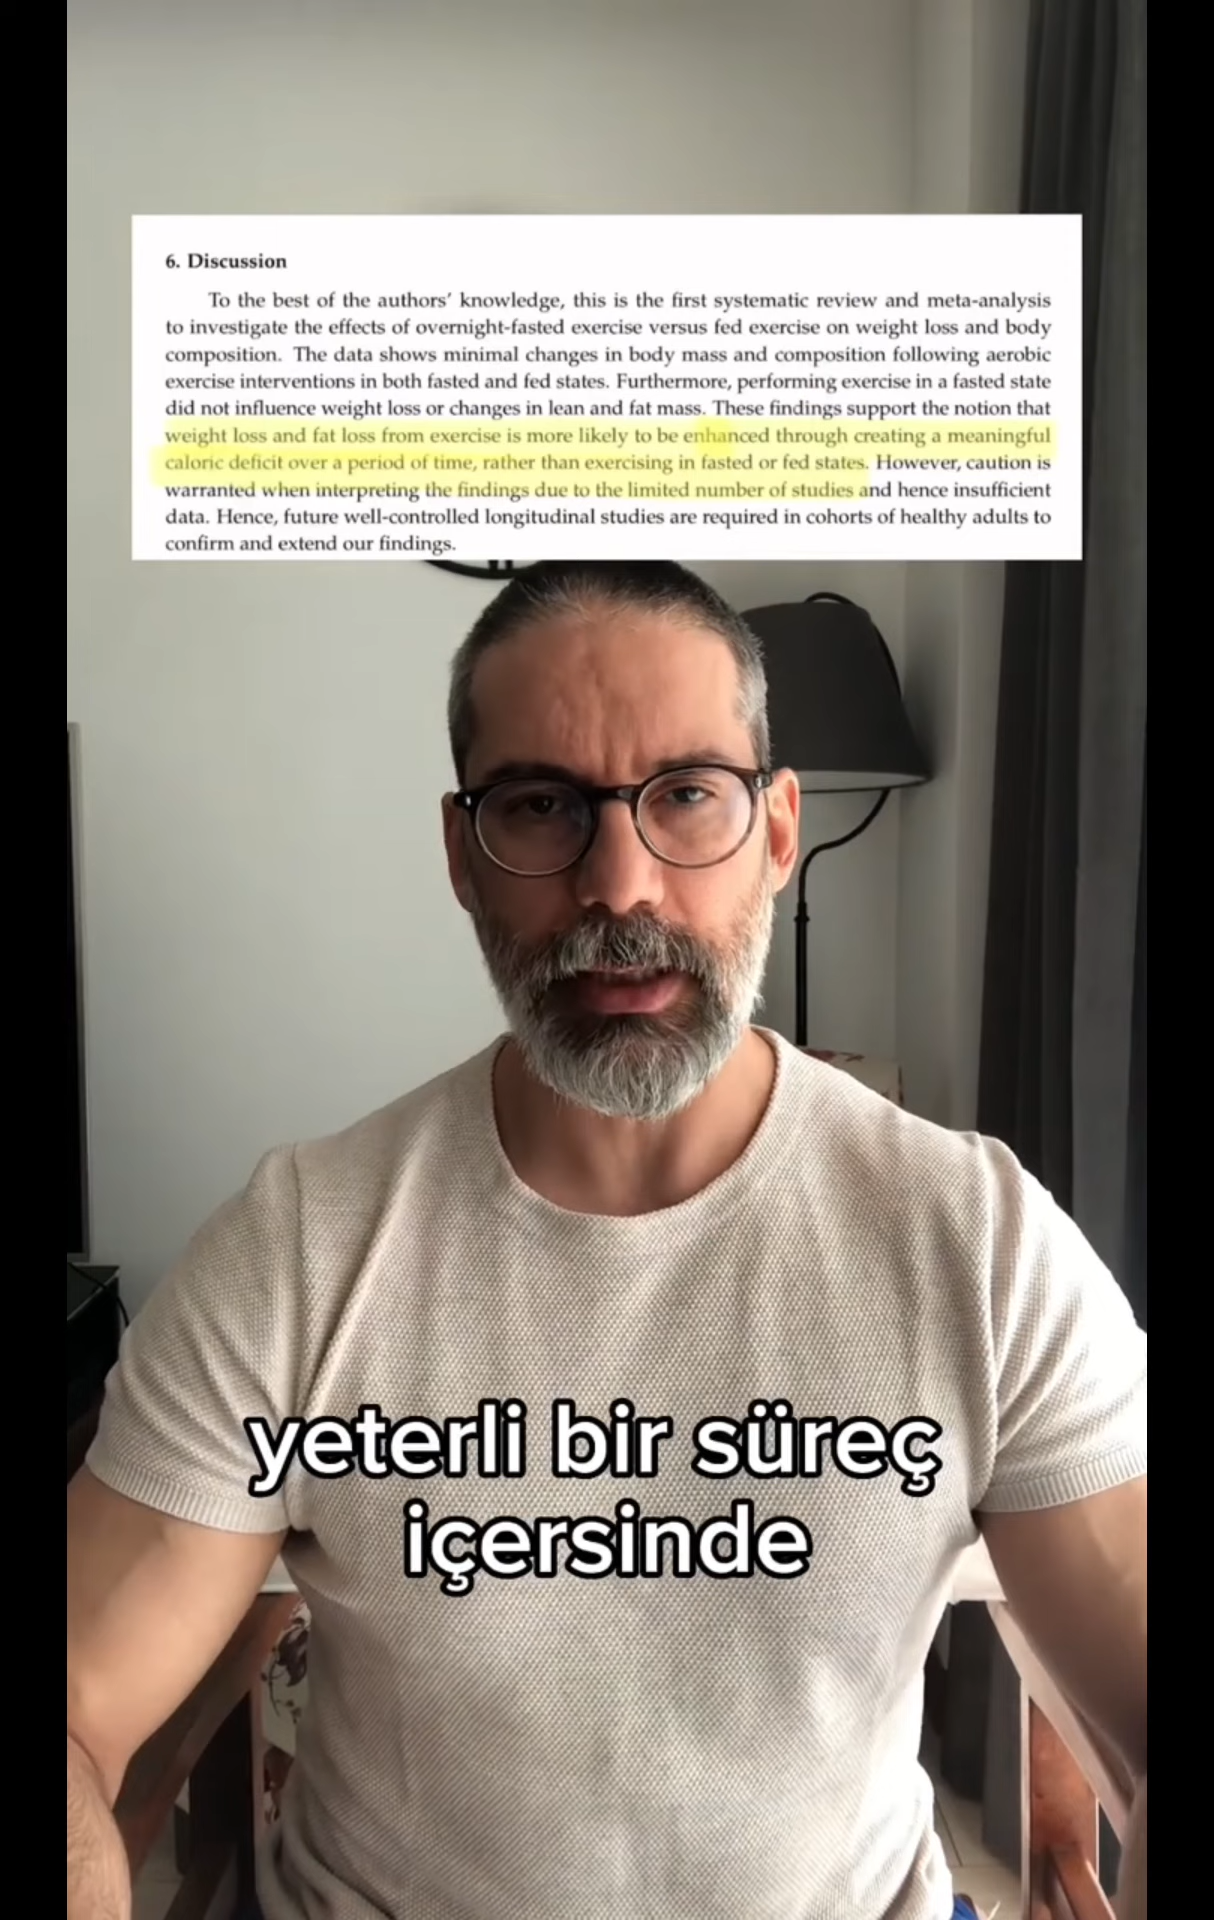 6. Discussion
To the best of the authors' knowledge, this is the first systematic review and meta-analysis
to investigate the effects of overnight-fasted exercise versus fed exercise on weight loss and body
composition. The data shows minimal changes in body mass and composition following aerobic
exercise interventions in both fasted and fed states. Furthermore, performing exercise in a fasted state
did not influence weight loss or changes in lean and fat mass. These findings support the notion that
weight loss and fat loss from exercise is more likely to be enhanced through creating a meaningful
caloric deficit over a period of time, rather than exercising in fasted or fed states. However, caution is
warranted when interpreting the findings due to the limited number of studies and hence insufficient
data. Hence, future well-controlled longitudinal studies are required in cohorts of healthy adults to
confirm and extend our findings.
yeterli bir süreç
içersinde